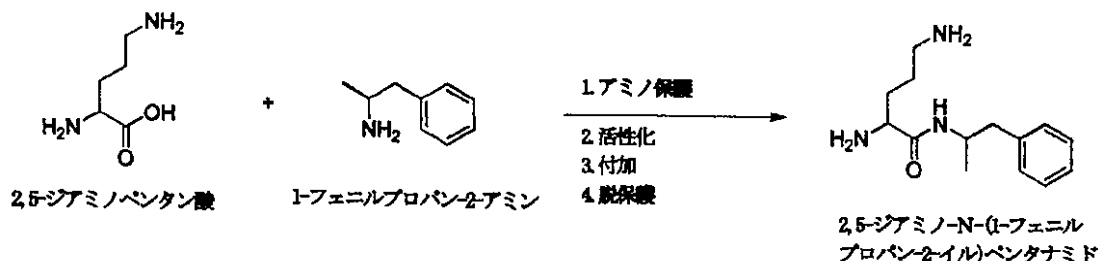 NH₂
H₂N
OH
O
+
NH₂
1.アミノ保護
2.活性化
3.付加
4.脱保護
NH₂
H₂N
O
H
N
2,5-ジアミノペンタン酸
1-フェニルプロパン-2-アミン
2,5-ジアミノ-N-(1-フェニル
プロパン-2-イル)ペンタナミド